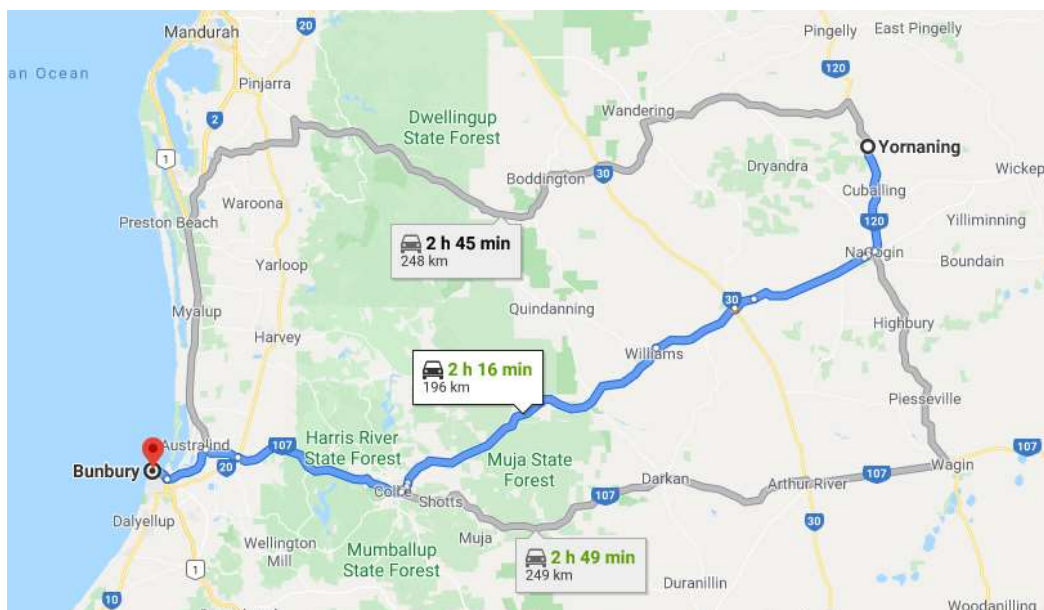 Mandurah
20
Pingelly
East Pingelly
an Ocean
Pinjarra
120
Wandering
2
Dwellingup
State Forest
1
Yornaning
Boddington
30
Dryandra
Wickep
Cuballing
Waroona
Preston Beach
120
Yilliminning
2 h 45 min
248 km
Yarloop
Narrogin
Boundain
Myalup
30
Quindanning
Harvey
Highbury
Williams
2 h 16 min
196 km
Piesseville
Harris River
State Forest
Australind
107
20
Bunbury
Muja State
Forest
Wagin
107
107
Collie
Darkan
Arthur River
Shotts
107
Dalyellup
30
Muja
Wellington
Mill
Mumballup
State Forest
2 h 49 min
249 km
1
Duranillin
10
Woodanilling